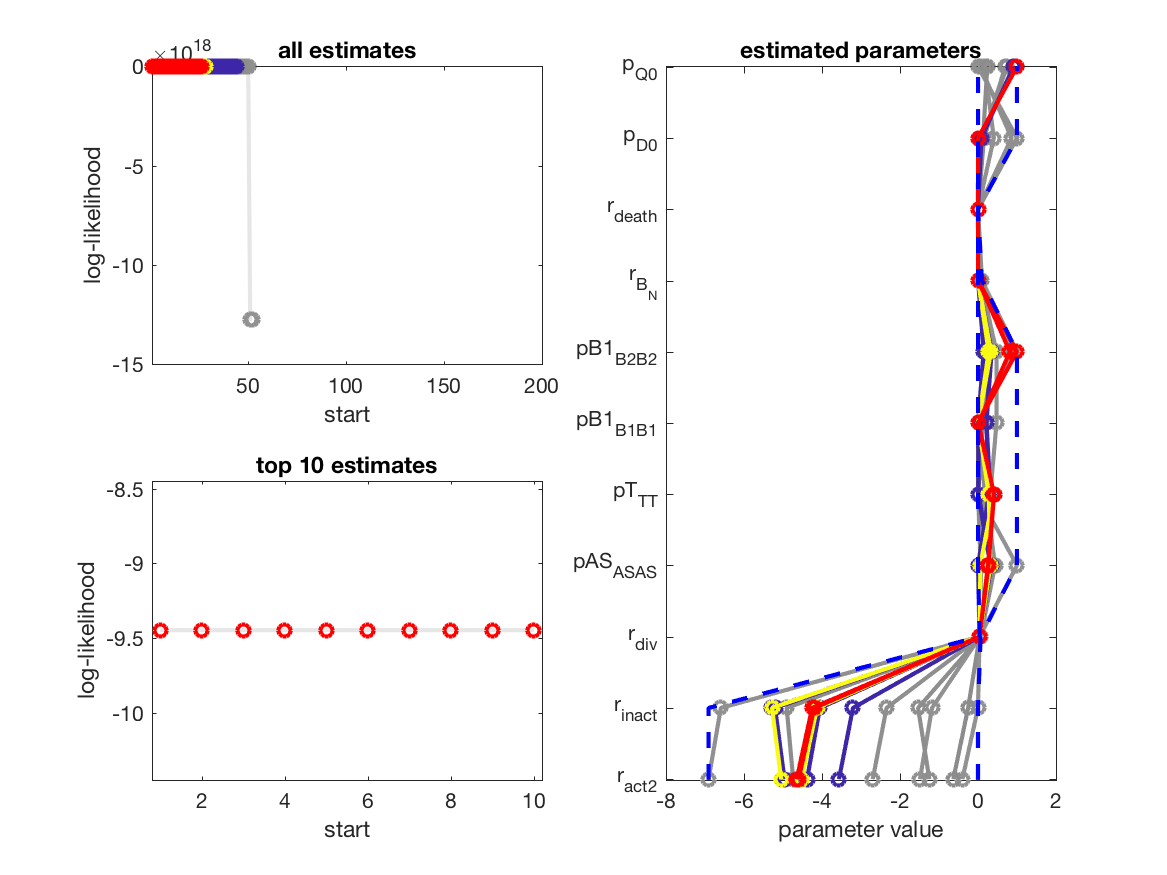 ×10^18
all estimates
0
-5
-10
-15
log-likelihood
50
100
150
200
start
top 10 estimates
-8.5
-9
-9.5
-10
log-likelihood
2
4
6
8
10
start
estimated parameters
p_Q0
p_D0
r_death
r_B_N
pB1_B2B2
pB1_B1B1
pT_TT
pAS_ASAS
r_div
r_inact
r_act2
-8
-6
-4
-2
0
2
parameter value